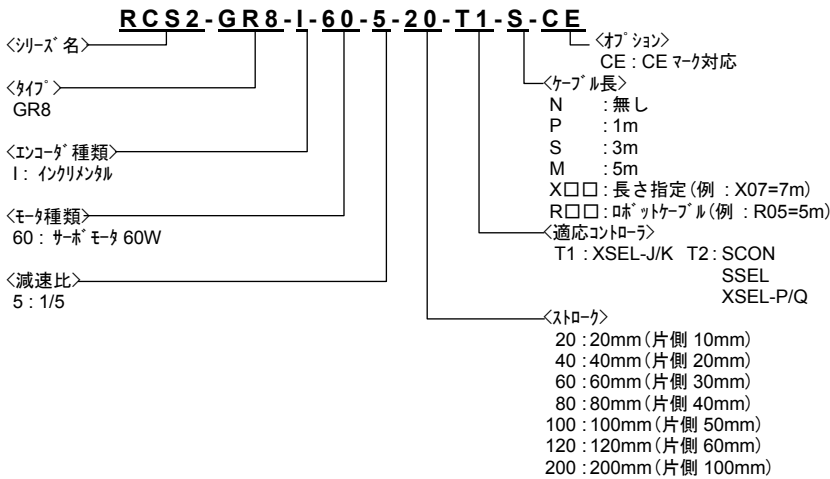 RCS2-GR8-I-60-5-20-T1-S-CE
〈ｼﾘｰｽﾞ名〉
〈ﾀｲﾌﾟ〉
GR8
〈ｴﾝｺｰﾀﾞ種類〉
I : ｲﾝｸﾘﾒﾝﾀﾙ
〈ﾓｰﾀ種類〉
60 : ｻｰﾎﾞﾓｰﾀ 60W
〈減速比〉
5 : 1/5
〈ｵﾌﾟｼｮﾝ〉
CE : CE ﾏｰｸ対応
〈ｹｰﾌﾞﾙ長〉
N : 無し
P : 1m
S : 3m
M : 5m
X□□ : 長さ指定(例 : X07=7m)
R□□ : ﾛﾎﾞｯﾄｹｰﾌﾞﾙ(例 : R05=5m)
〈適応ｺﾝﾄﾛｰﾗ〉
T1 : XSEL-J/K T2 : SCON
SSEL
XSEL-P/Q
〈ｽﾄﾛｰｸ〉
20 : 20mm(片側 10mm)
40 : 40mm(片側 20mm)
60 : 60mm(片側 30mm)
80 : 80mm(片側 40mm)
100 : 100mm(片側 50mm)
120 : 120mm(片側 60mm)
200 : 200mm(片側 100mm)